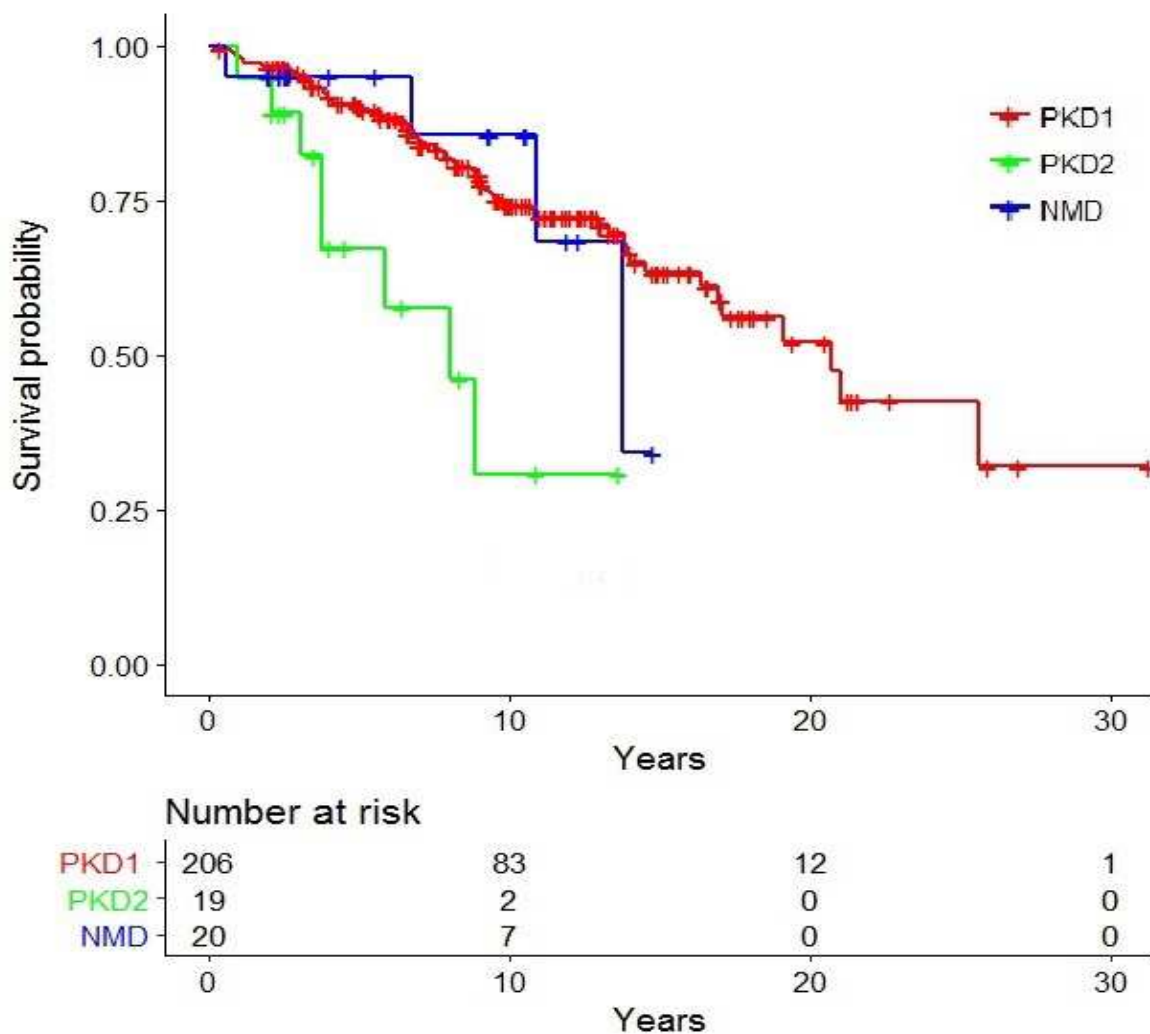 1.00
0.75
0.50
0.25
0.00
Survival probability
PKD1
PKD2
NMD
0 10 20 30
Years
Number at risk
PKD1 206 83 12 1
PKD2 19 2 0 0
NMD 20 7 0 0
0 10 20 30
Years